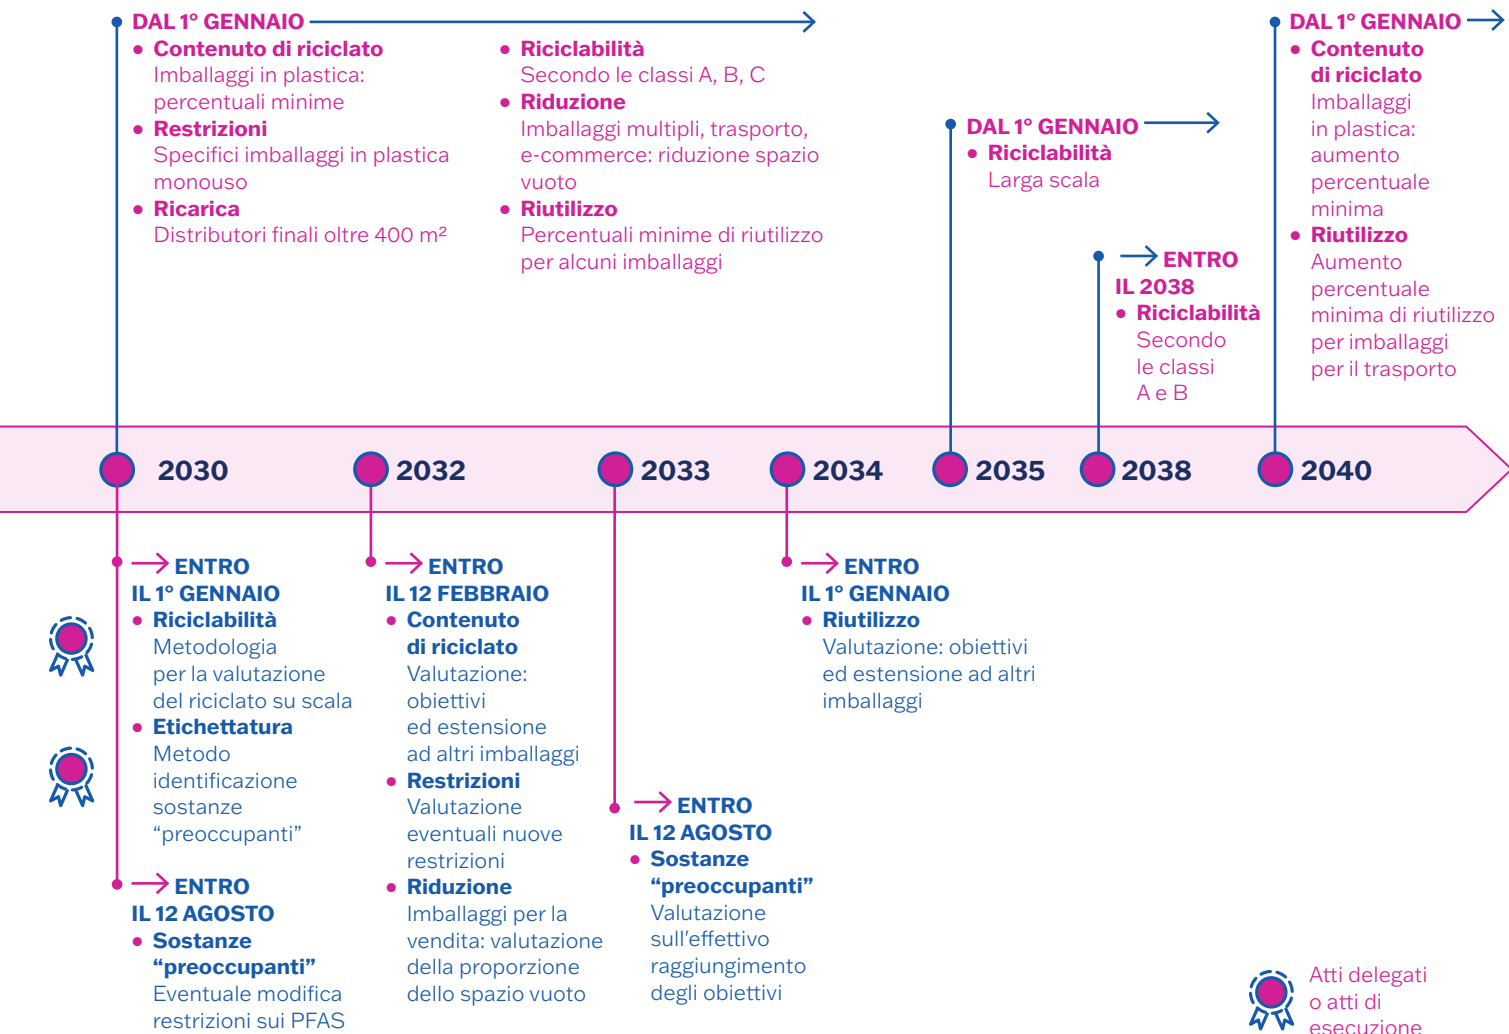 DAL 1° GENNAIO
• Contenuto di riciclato
Imballaggi in plastica:
percentuali minime
• Restrizioni
Specifici imballaggi in plastica
monouso
• Ricarica
Distributori finali oltre 400 m²
• Riciclabilità
Secondo le classi A, B, C
• Riduzione
Imballaggi multipli, trasporto,
e-commerce: riduzione spazio
vuoto
• Riutilizzo
Percentuali minime di riutilizzo
per alcuni imballaggi
DAL 1° GENNAIO
• Riciclabilità
Larga scala
ENTRO
IL 2038
• Riciclabilità
Secondo
le classi
A e B
DAL 1° GENNAIO
• Contenuto
di riciclato
Imballaggi
in plastica:
aumento
percentuale
minima
• Riutilizzo
Aumento
percentuale
minima di riutilizzo
per imballaggi
per il trasporto
2030
2032
2033
2034
2035
2038
2040
ENTRO
IL 1° GENNAIO
• Riciclabilità
Metodologia
per la valutazione
del riciclato su scala
• Etichettatura
Metodo
identificazione
sostanze
“preoccupanti”
ENTRO
IL 12 AGOSTO
• Sostanze
“preoccupanti”
Eventuale modifica
restrizioni sui PFAS
ENTRO
IL 12 FEBBRAIO
• Contenuto
di riciclato
Valutazione:
obiettivi
ed estensione
ad altri imballaggi
• Restrizioni
Valutazione
eventuali nuove
restrizioni
• Riduzione
Imballaggi per la
vendita: valutazione
della proporzione
dello spazio vuoto
ENTRO
IL 12 AGOSTO
• Sostanze
“preoccupanti”
Valutazione
sull'effettivo
raggiungimento
degli obiettivi
ENTRO
IL 1° GENNAIO
• Riutilizzo
Valutazione: obiettivi
ed estensione ad altri
imballaggi
Atti delegati
o atti di
esecuzione